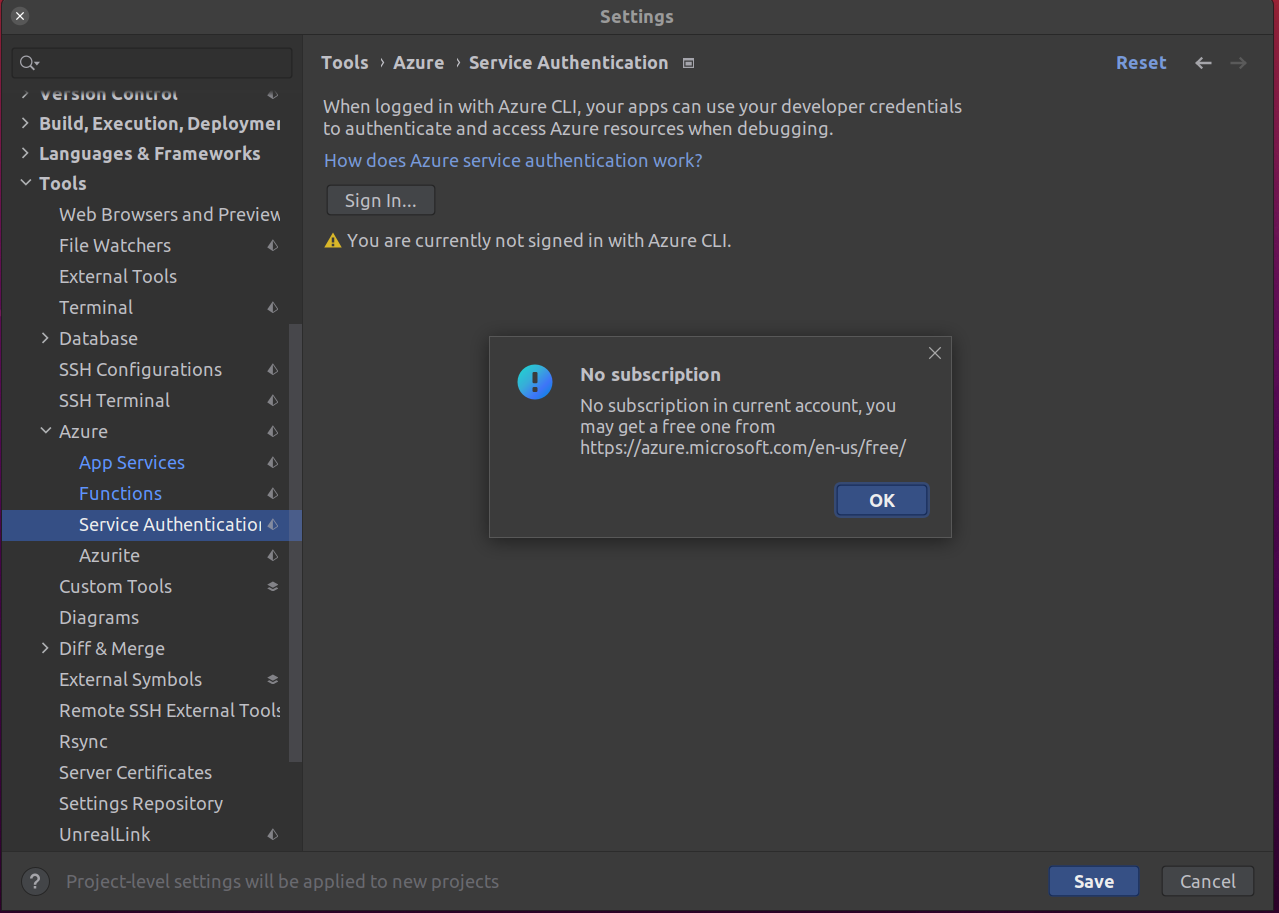 Settings
Version Control
Build, Execution, Deploymen
Languages & Frameworks
Tools
Web Browsers and Preview
File Watchers
External Tools
Terminal
Database
SSH Configurations
SSH Terminal
Azure
App Services
Functions
Service Authentication
Azurite
Custom Tools
Diagrams
Diff & Merge
External Symbols
Remote SSH External Tools
Rsync
Server Certificates
Settings Repository
UnrealLink
Tools › Azure › Service Authentication
Reset
When logged in with Azure CLI, your apps can use your developer credentials
to authenticate and access Azure resources when debugging.
How does Azure service authentication work?
Sign In...
You are currently not signed in with Azure CLI.
No subscription
No subscription in current account, you
may get a free one from
https://azure.microsoft.com/en-us/free/
OK
? Project-level settings will be applied to new projects
Save
Cancel